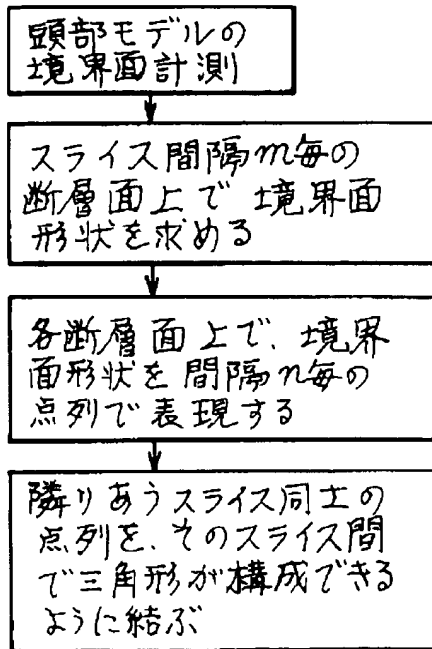 頭部モデルの
境界面計測
スライス間隔m毎の
断層面上で境界面
形状を求める
各断層面上で、境界
面形状を間隔n毎の
点列で表現する
隣りあうスライス同士の
点列を、そのスライス間
で三角形が構成できる
ように結ぶ